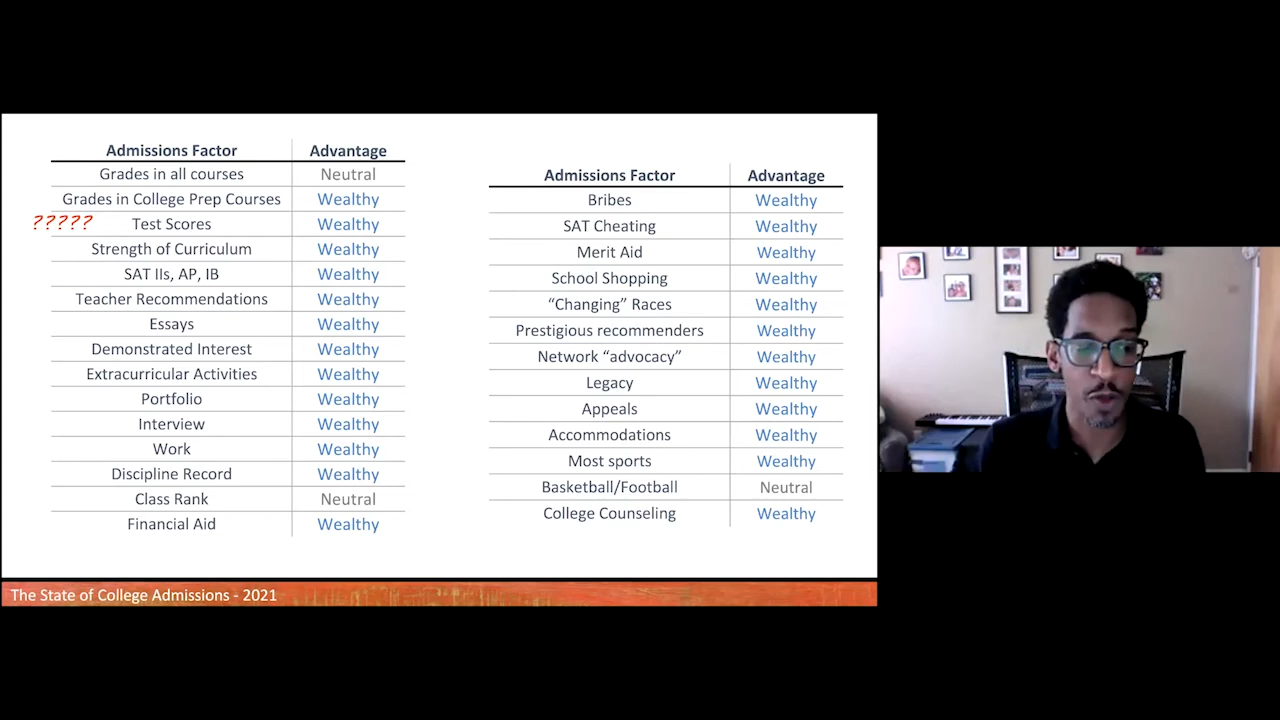 Admissions Factor Advantage
Grades in all courses Neutral
Grades in College Prep Courses Wealthy
????? Test Scores Wealthy
Strength of Curriculum Wealthy
SAT IIs, AP, IB Wealthy
Teacher Recommendations Wealthy
Essays Wealthy
Demonstrated Interest Wealthy
Extracurricular Activities Wealthy
Portfolio Wealthy
Interview Wealthy
Work Wealthy
Discipline Record Wealthy
Class Rank Neutral
Financial Aid Wealthy
Admissions Factor Advantage
Bribes Wealthy
SAT Cheating Wealthy
Merit Aid Wealthy
School Shopping Wealthy
“Changing” Races Wealthy
Prestigious recommenders Wealthy
Network “advocacy” Wealthy
Legacy Wealthy
Appeals Wealthy
Accommodations Wealthy
Most sports Wealthy
Basketball/Football Neutral
College Counseling Wealthy
The State of College Admissions - 2021